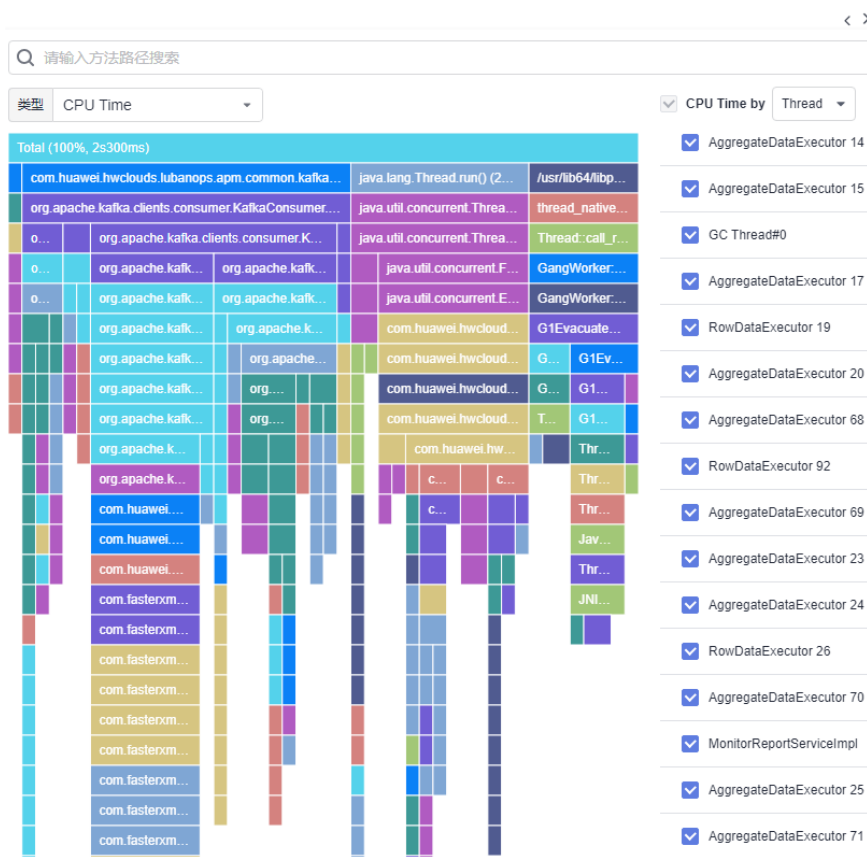 请输入方法路径搜索
类型 CPU Time
CPU Time by Thread
Total (100%, 2s300ms)
com.huawei.hwclouds.lubanops.apm.common.kafka... java.lang.Thread.run() (2... /usr/lib64/libp...
org.apache.kafka.clients.consumer.KafkaConsumer.... java.util.concurrent.Threa... thread_native...
o... org.apache.kafka.clients.consumer.K... java.util.concurrent.Threa... Thread::call_r...
o... org.apache.kafk... org.apache.kafk... java.util.concurrent.F... GangWorker:...
o... org.apache.kafk... org.apache.kafk... java.util.concurrent.E... GangWorker:...
org.apache.kafk... org.apache.k... com.huawei.hwcloud... G1Evacuate...
org.apache.kafk... org.apache... com.huawei.hwcloud... G... G1Ev...
org.apache.kafk... org.... com.huawei.hwcloud... G... G1...
org.apache.kafk... org.... com.huawei.hwcloud... T... G1...
org.apache.k... com.huawei.hw... Thr...
org.apache.k... c... c... Thr...
com.huawei.... c... Thr...
com.huawei.... Jav...
com.huawei.... Thr...
com.fasterxm... JNI...
com.fasterxm...
com.fasterxm...
com.fasterxm...
com.fasterxm...
com.fasterxm...
com.fasterxm...
com.fasterxm...
com.fasterxm...
AggregateDataExecutor 14
AggregateDataExecutor 15
GC Thread#0
AggregateDataExecutor 17
RowDataExecutor 19
AggregateDataExecutor 20
AggregateDataExecutor 68
RowDataExecutor 92
AggregateDataExecutor 69
AggregateDataExecutor 23
AggregateDataExecutor 24
RowDataExecutor 26
AggregateDataExecutor 70
MonitorReportServiceImpl
AggregateDataExecutor 25
AggregateDataExecutor 71